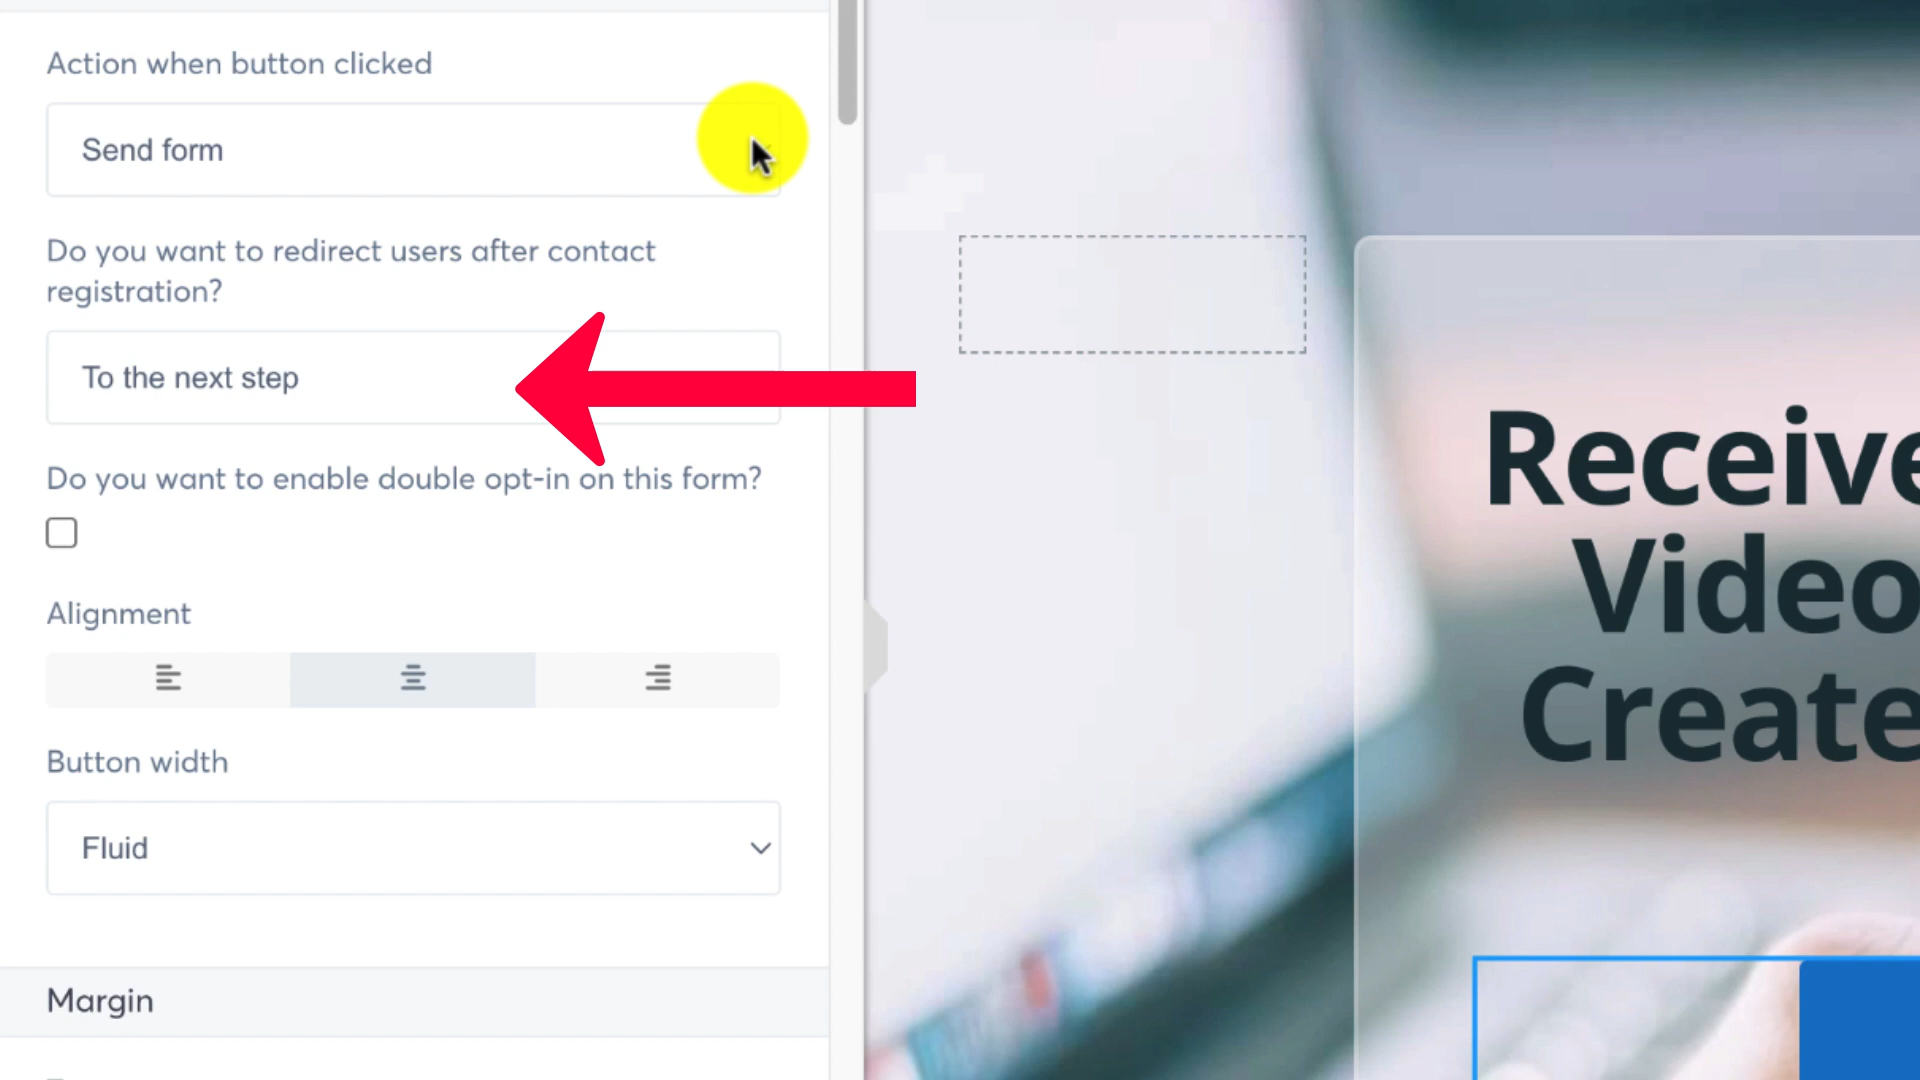 Action when button clicked
Send form
Do you want to redirect users after contact
registration?
To the next step
Do you want to enable double opt-in on this form?
Alignment
Button width
Fluid
Margin
Receive
Video
Create